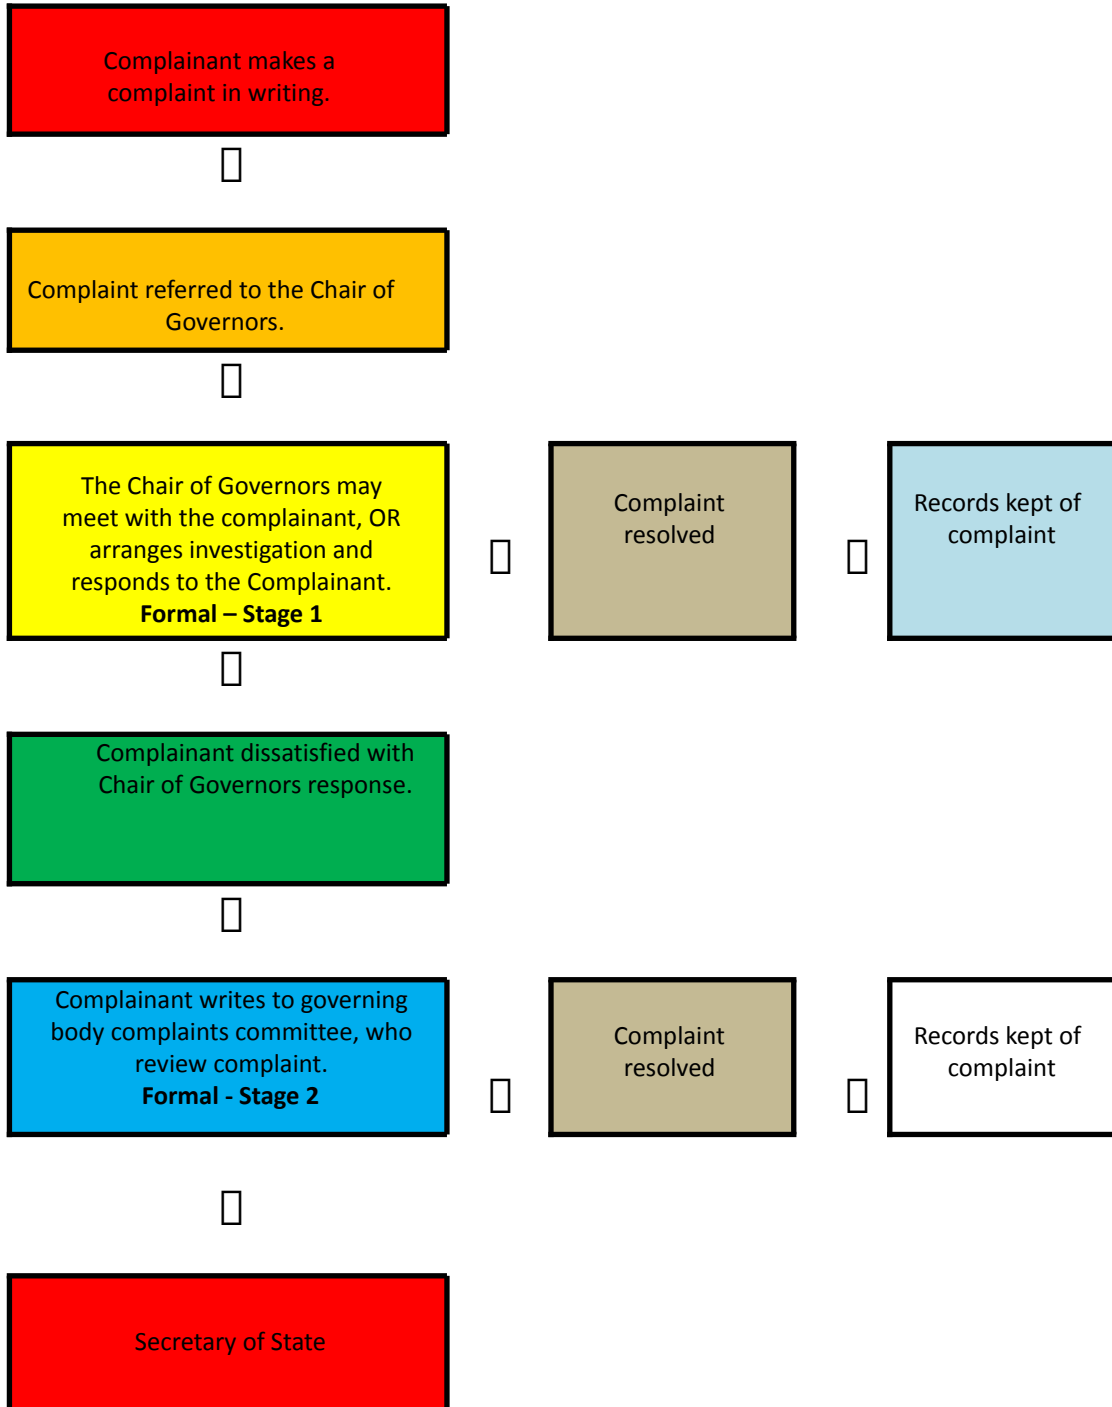 Complainant makes a
complaint in writing.
Complaint referred to the Chair of
Governors.
The Chair of Governors may
meet with the complainant, OR
arranges investigation and
responds to the Complainant.
Formal – Stage 1
Complaint
resolved
Records kept of
complaint
Complainant dissatisfied with
Chair of Governors response.
Complainant writes to governing
body complaints committee, who
review complaint.
Formal - Stage 2
Complaint
resolved
Records kept of
complaint
Secretary of State